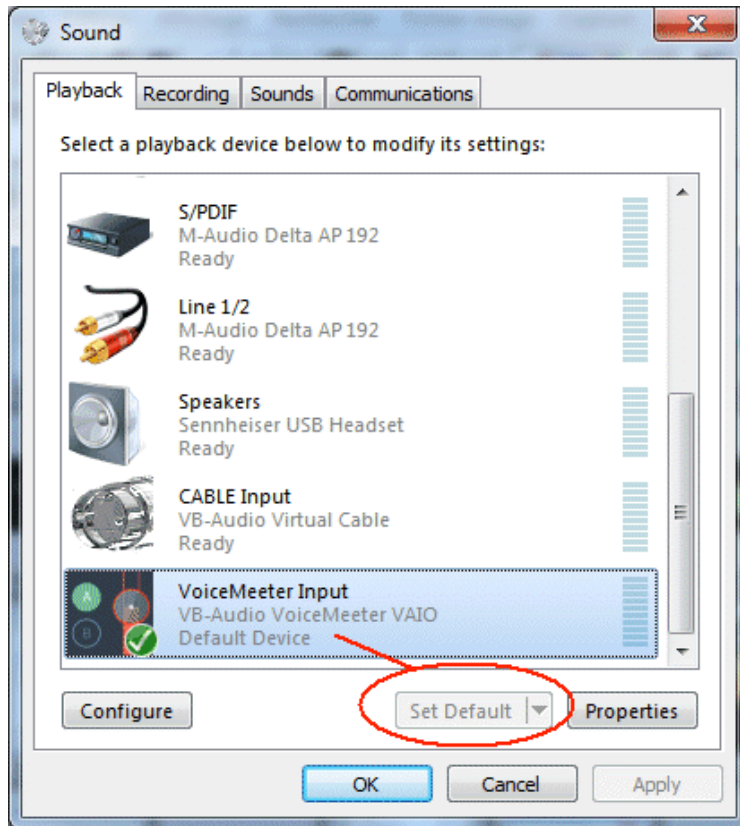 Sound
Playback Recording Sounds Communications
Select a playback device below to modify its settings:
S/PDIF
M-Audio Delta AP 192
Ready
Line 1/2
M-Audio Delta AP 192
Ready
Speakers
Sennheiser USB Headset
Ready
CABLE Input
VB-Audio Virtual Cable
Ready
A
B
VoiceMeeter Input
VB-Audio VoiceMeeter VAIO
Default Device
Configure Set Default Properties
OK Cancel Apply